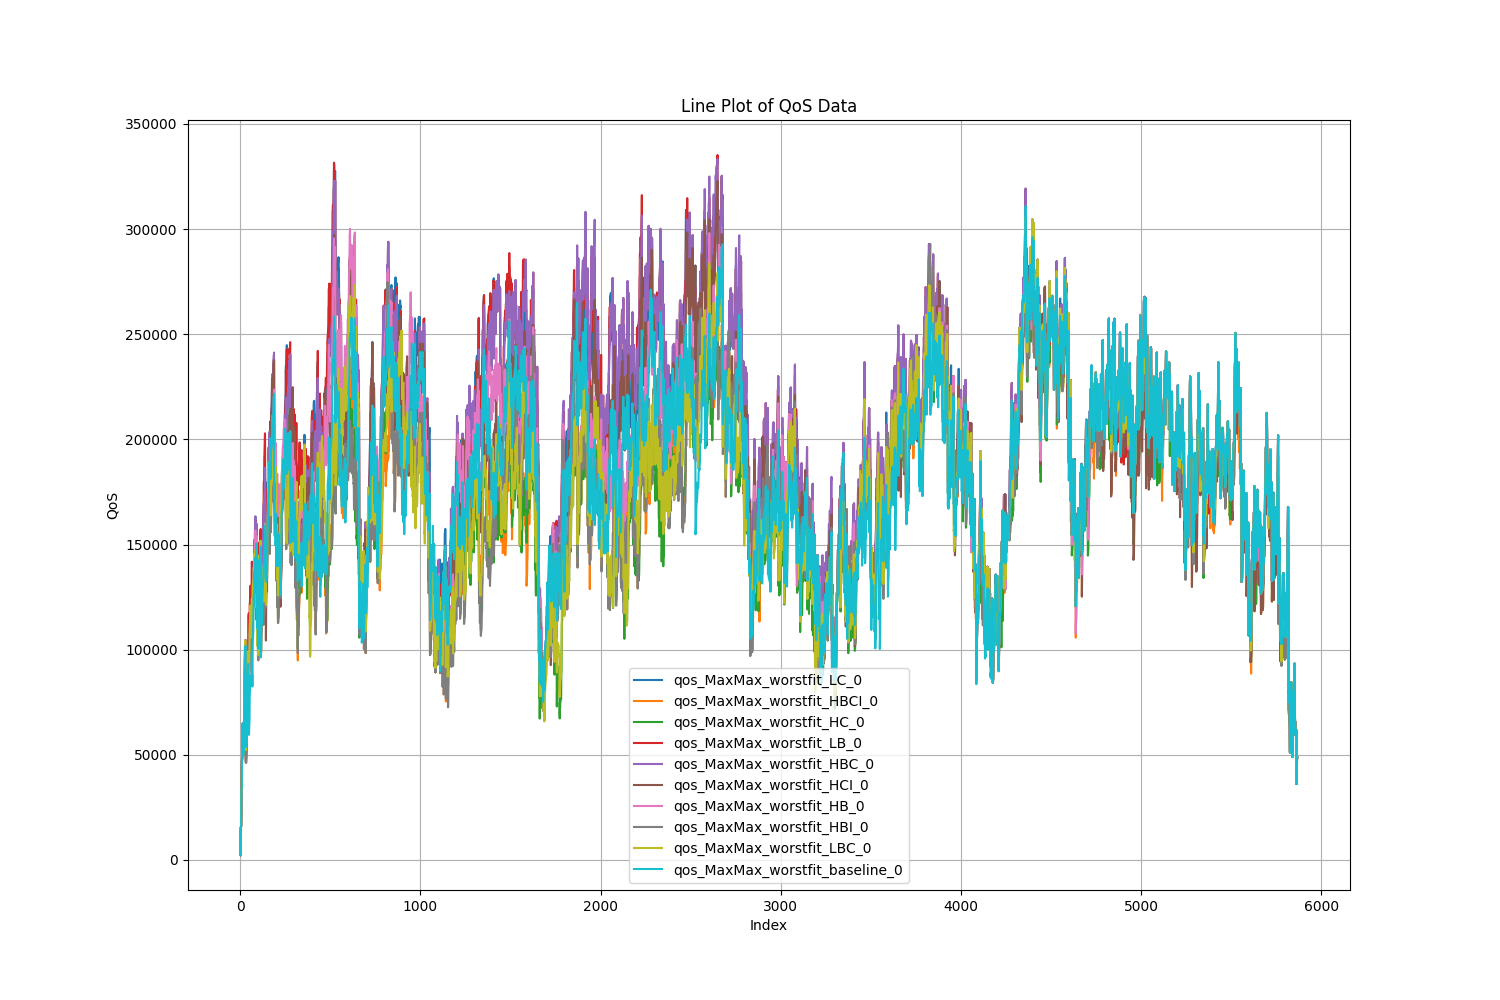 Line Plot of QoS Data
350000
300000
250000
200000
150000
100000
50000
0
QoS
qos_MaxMax_worstfit_LC_0
qos_MaxMax_worstfit_HBCI_0
qos_MaxMax_worstfit_HC_0
qos_MaxMax_worstfit_LB_0
qos_MaxMax_worstfit_HBC_0
qos_MaxMax_worstfit_HCI_0
qos_MaxMax_worstfit_HB_0
qos_MaxMax_worstfit_HBI_0
qos_MaxMax_worstfit_LBC_0
qos_MaxMax_worstfit_baseline_0
0 1000 2000 3000 4000 5000 6000
Index